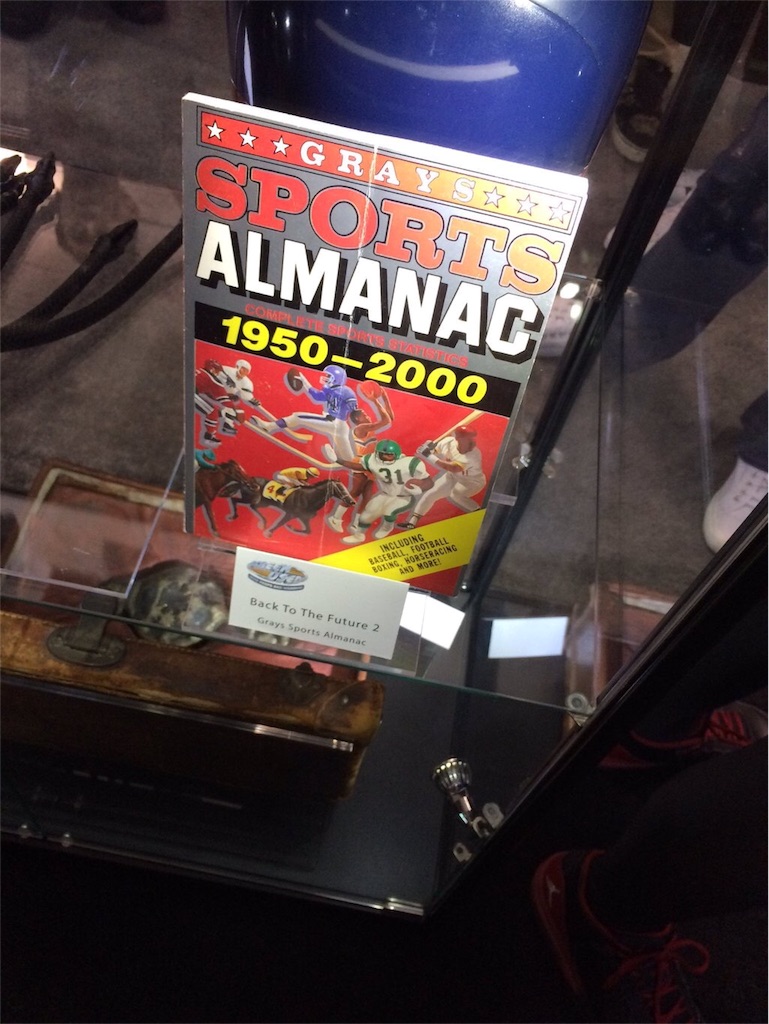 GRAYS
SPORTS
ALMANAC
COMPLETE SPORTS STATISTICS
1950-2000
31
4
INCLUDING
BASEBALL, FOOTBALL
BOXING, HORSERACING
AND MORE!
Back To The Future 2
Grays Sports Almanac